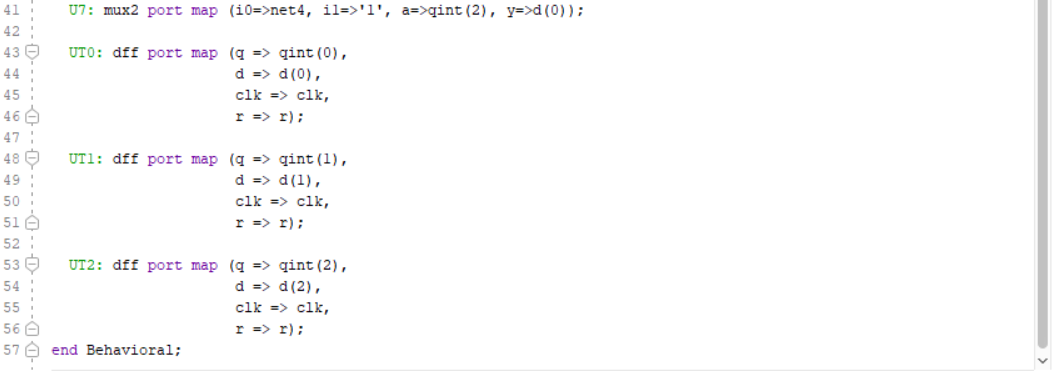 41 U7: mux2 port map (i0=>net4, i1=>'1', a=>qint(2), y=>d(0));
42
43 UT0: dff port map (q => qint(0),
44 d => d(0),
45 clk => clk,
46 r => r);
47
48 UT1: dff port map (q => qint(1),
49 d => d(1),
50 clk => clk,
51 r => r);
52
53 UT2: dff port map (q => qint(2),
54 d => d(2),
55 clk => clk,
56 r => r);
57 end Behavioral;